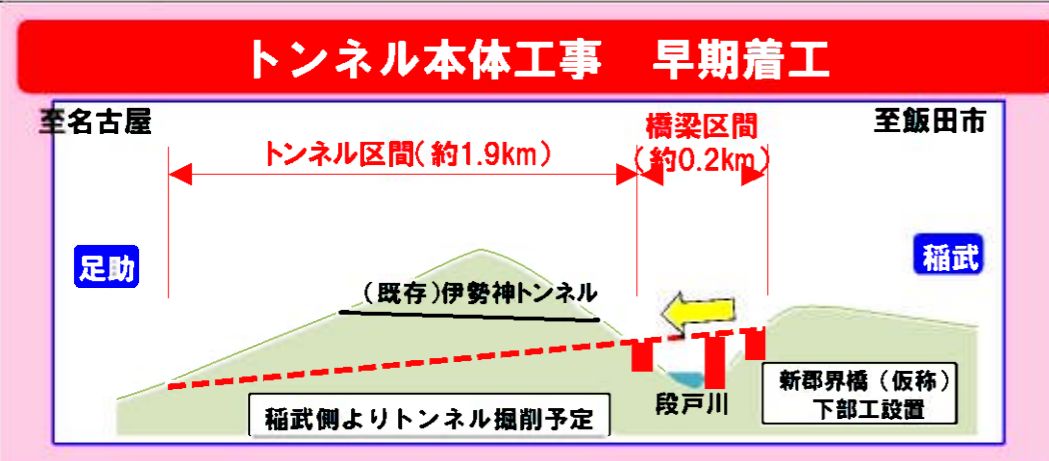 トンネル本体工事　早期着工
至名古屋
橋梁区間
(約0.2km)
至飯田市
トンネル区間(約1.9km)
足助
稲武
(既存)伊勢神トンネル
段戸川
新郡界橋(仮称)
下部工設置
稲武側よりトンネル掘削予定